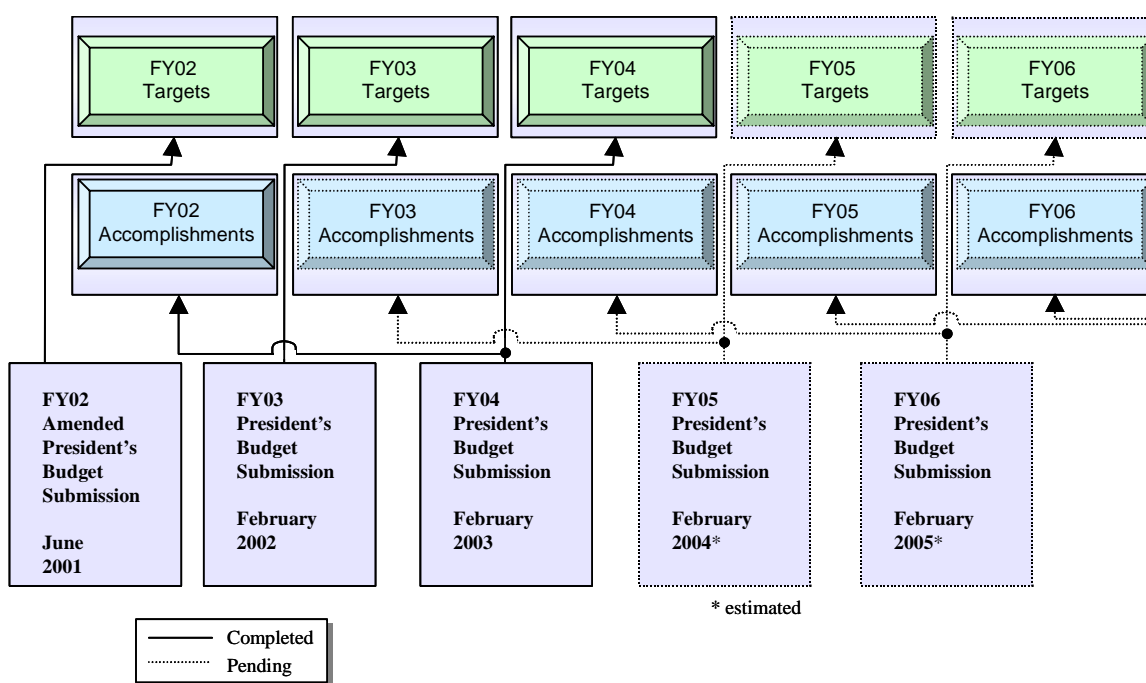 FY02
Targets
FY03
Targets
FY04
Targets
FY05
Targets
FY06
Targets
FY02
Accomplishments
FY03
Accomplishments
FY04
Accomplishments
FY05
Accomplishments
FY06
Accomplishments
FY02
Amended
President’s
Budget
Submission
June
2001
FY03
President’s
Budget
Submission
February
2002
FY04
President’s
Budget
Submission
February
2003
FY05
President’s
Budget
Submission
February
2004*
FY06
President’s
Budget
Submission
February
2005*
* estimated
Completed
Pending